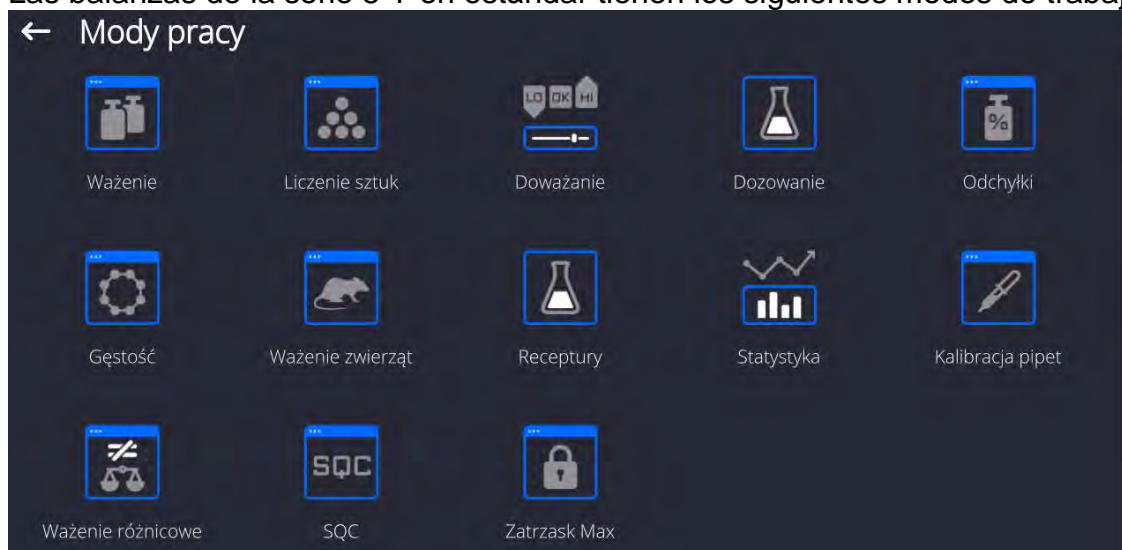 Mody pracy
LO OK HI
%
Ważenie Liczenie sztuk Doważanie Dozowanie Odchyłki
Gęstość Ważenie zwierząt Receptury Statystyka Kalibracja pipet
SQC
Ważenie różnicowe SQC Zatrzask Max